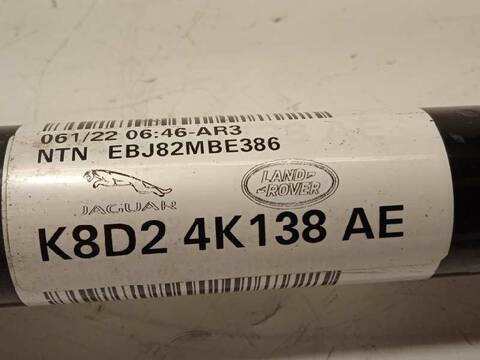 061/22 06:46-AR3
NTN EBJ82MBE386
JAGUAR
LAND-
-ROVER
K8D2 4K138 AE